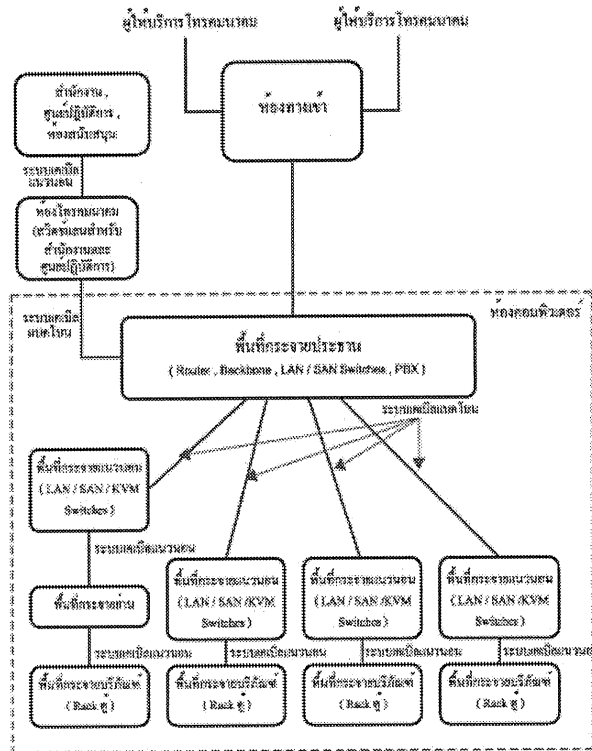 ผู้ให้บริการโทรคมนาคม ผู้ให้บริการโทรคมนาคม
ห้องทางเข้า
สำนักงาน,
ศูนย์ปฏิบัติการ,
ห้องสนับสนุน
ระบบเคเบิล
แนวนอน
ห้องโทรคมนาคม
(สวิตช์แลนสำหรับ
สำนักงานและ
ศูนย์ปฏิบัติการ)
ระบบเคเบิล
แบคโบน
ห้องคอมพิวเตอร์
พื้นที่กระจายประธาน
( Router , Backbone , LAN / SAN Switches , PBX )
ระบบเคเบิลแบคโบน
พื้นที่กระจายแนวนอน
( LAN / SAN / KVM
Switches )
ระบบเคเบิลแนวนอน
พื้นที่กระจายย่าน
ระบบเคเบิลแนวนอน
พื้นที่กระจายบริภัณฑ์
( Rack ตู้ )
พื้นที่กระจายแนวนอน
( LAN / SAN /KVM
Switches )
ระบบเคเบิลแนวนอน
พื้นที่กระจายบริภัณฑ์
( Rack ตู้ )
พื้นที่กระจายแนวนอน
( LAN / SAN /KVM
Switches )
ระบบเคเบิลแนวนอน
พื้นที่กระจายบริภัณฑ์
( Rack ตู้ )
พื้นที่กระจายแนวนอน
( LAN / SAN /KVM
Switches )
ระบบเคเบิลแนวนอน
พื้นที่กระจายบริภัณฑ์
( Rack ตู้ )